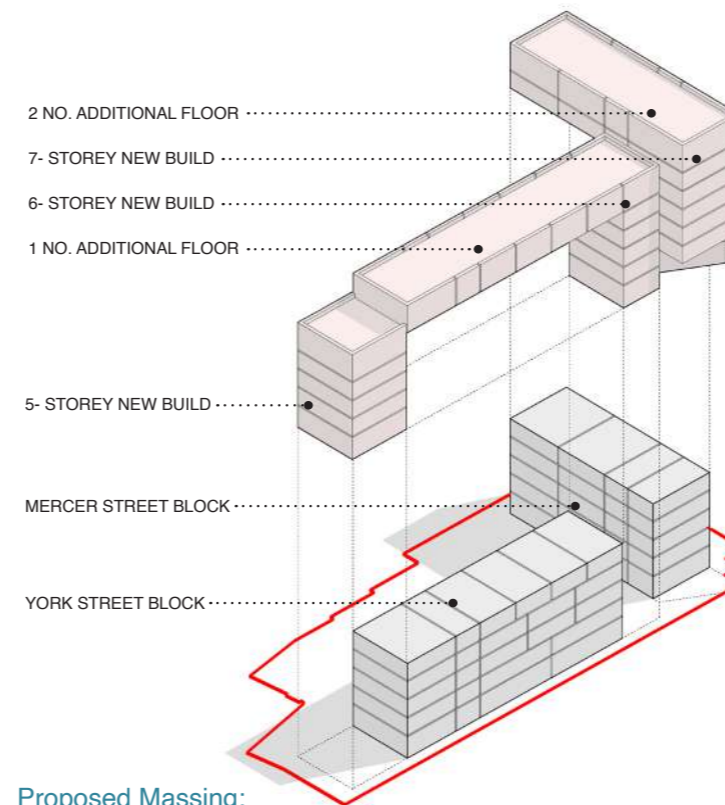 2 NO. ADDITIONAL FLOOR
7- STOREY NEW BUILD
6- STOREY NEW BUILD
1 NO. ADDITIONAL FLOOR
5- STOREY NEW BUILD
MERCER STREET BLOCK
YORK STREET BLOCK
Proposed Massing: